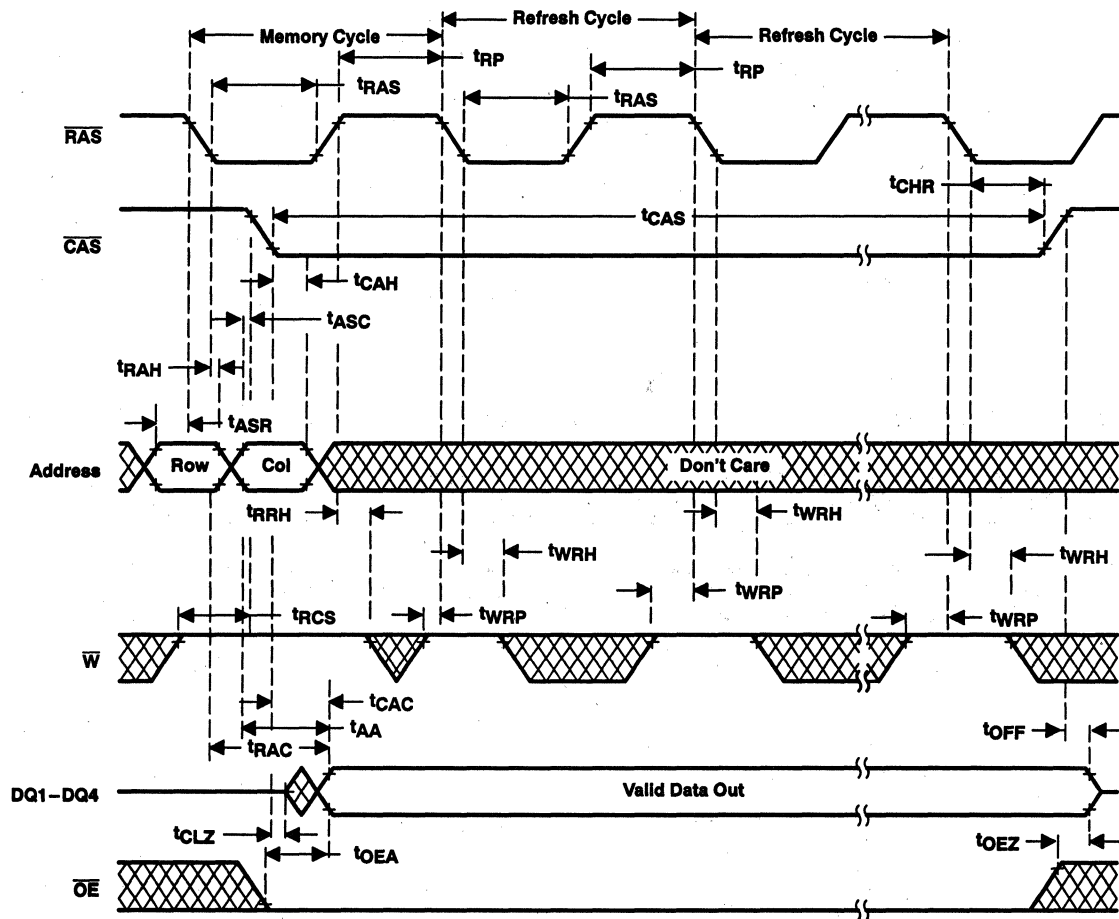 Refresh Cycle
Memory Cycle
Refresh Cycle
tRP
tRP
tRAS
tRAS
RAS
tCHR
tCAS
CAS
tCAH
tASC
tRAH
tASR
Address
Row
Col
Don't Care
tRRH
tWRH
tWRH
tWRH
tWRP
tRCS
tWRP
tWRP
W
tCAC
tAA
tOFF
tRAC
DQ1–DQ4
Valid Data Out
tCLZ
tOEA
tOEZ
OE